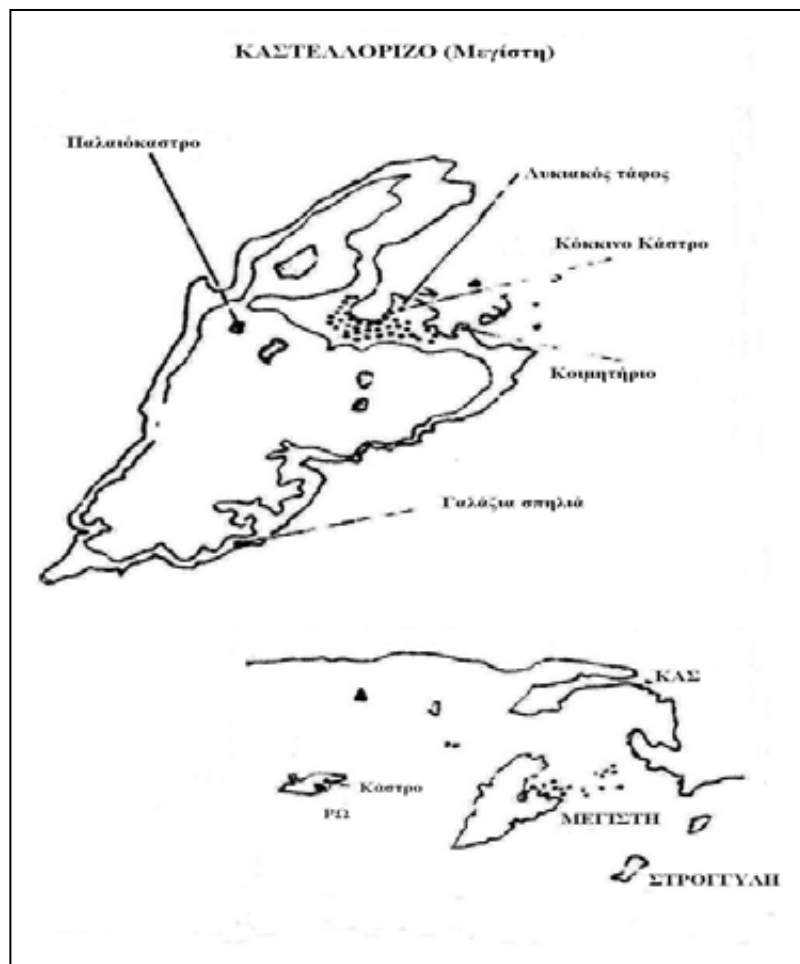 ΚΑΣΤΕΛΛΟΡΙΖΟ (Μεγίστη)
Παλαιόκαστρο
Λυκιακός τάφος
Κόκκινο Κάστρο
Κοιμητήριο
Γαλάζια σπηλιά
ΚΑΣ
Κάστρο
ΡΩ
ΜΕΓΙΣΤΗ
ΣΤΡΟΓΓΥΛΗ